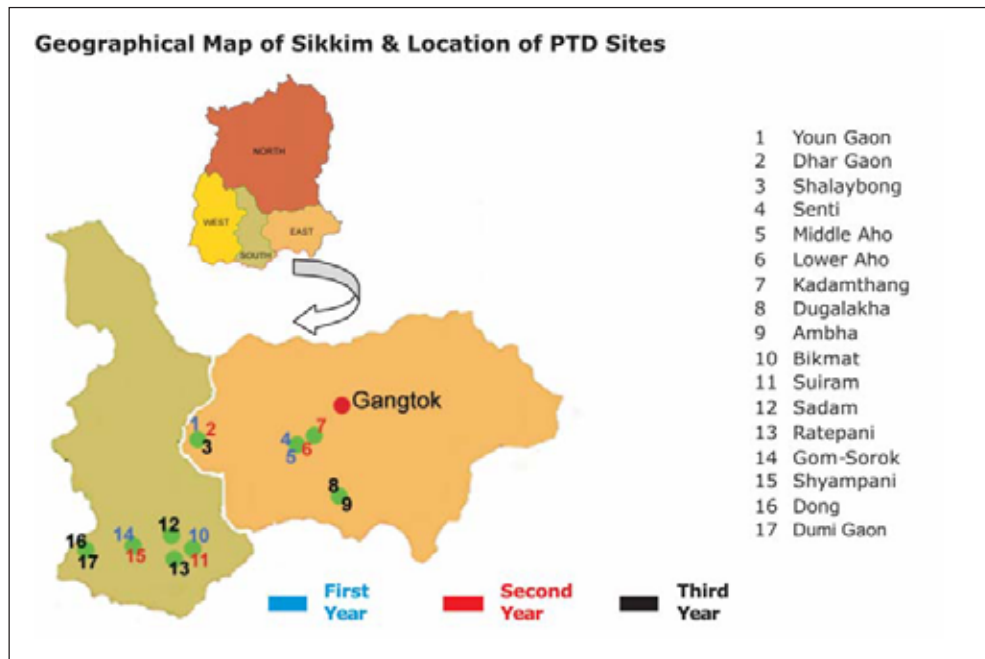 Geographical Map of Sikkim & Location of PTD Sites
NORTH
WEST
EAST
SOUTH
Gangtok
1
2
3
4
5
6
7
8
9
10
11
12
13
14
15
16
17
1 Youn Gaon
2 Dhar Gaon
3 Shalaybong
4 Senti
5 Middle Aho
6 Lower Aho
7 Kadamthang
8 Dugalakha
9 Ambha
10 Bikmat
11 Suiram
12 Sadam
13 Ratepani
14 Gom-Sorok
15 Shyampani
16 Dong
17 Dumi Gaon
First
Year
Second
Year
Third
Year